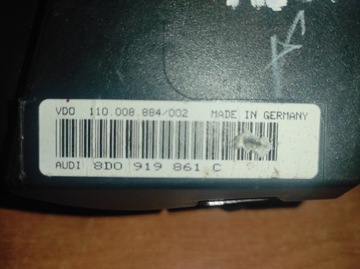 VDO 110.008.884/002 MADE IN GERMANY
AUDI 8D0 919 861 C